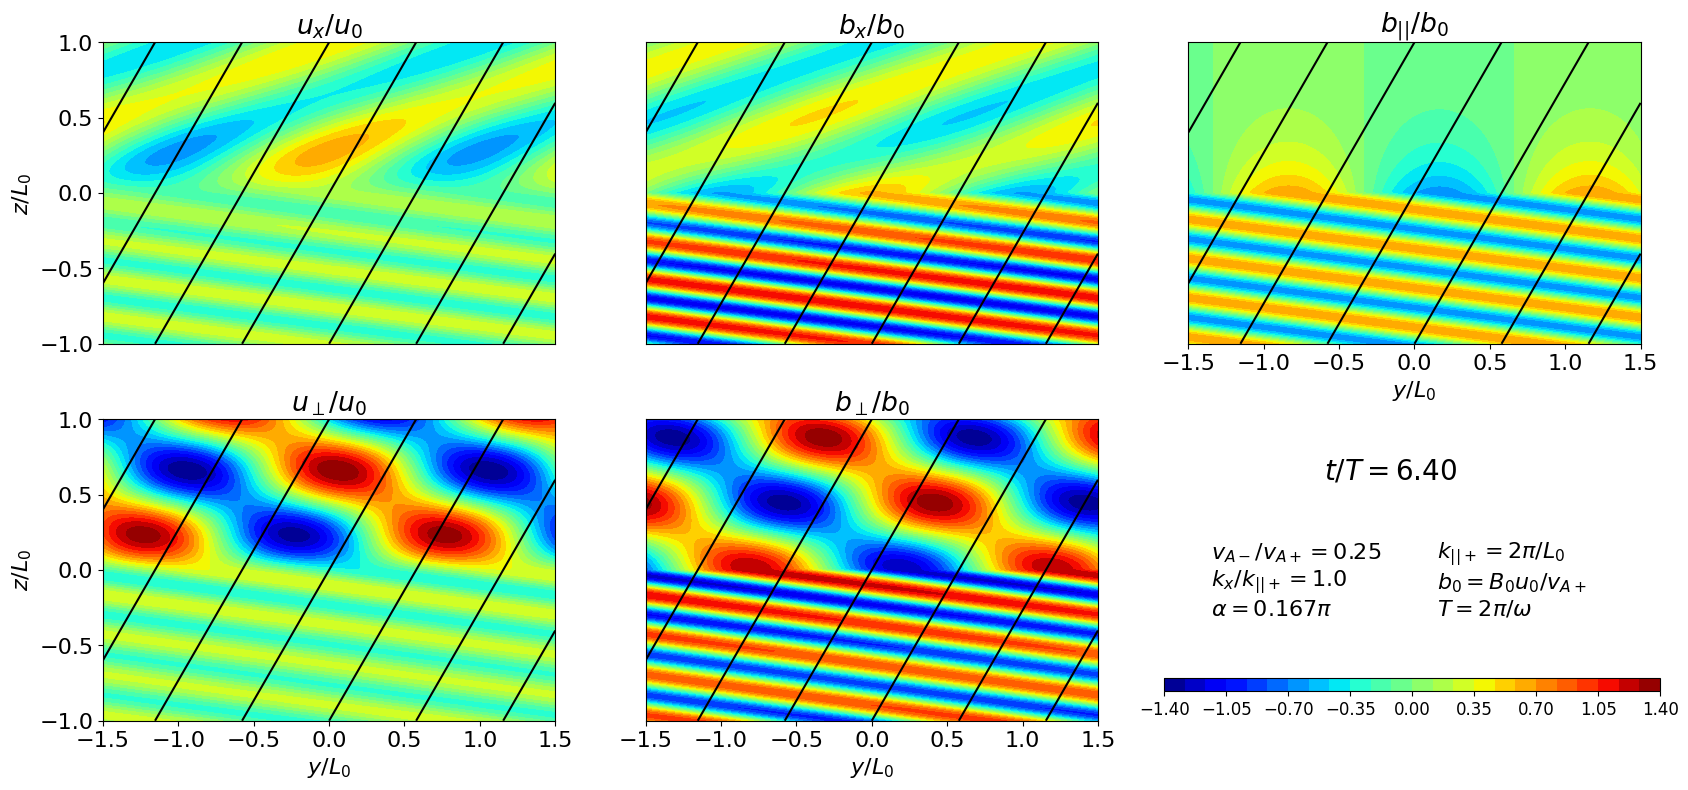 u_x/u_0
b_x/b_0
b_{||}/b_0
1.0
0.5
0.0
−0.5
−1.0
z/L_0
−1.5 −1.0 −0.5 0.0 0.5 1.0 1.5
y/L_0
u_⊥/u_0
b_⊥/b_0
1.0
0.5
0.0
−0.5
−1.0
z/L_0
−1.5 −1.0 −0.5 0.0 0.5 1.0 1.5
y/L_0
−1.5 −1.0 −0.5 0.0 0.5 1.0 1.5
y/L_0
t/T = 6.40
v_{A−}/v_{A+} = 0.25
k_x/k_{||+} = 1.0
α = 0.167π
k_{||+} = 2π/L_0
b_0 = B_0u_0/v_{A+}
T = 2π/ω
−1.40 −1.05 −0.70 −0.35 0.00 0.35 0.70 1.05 1.40